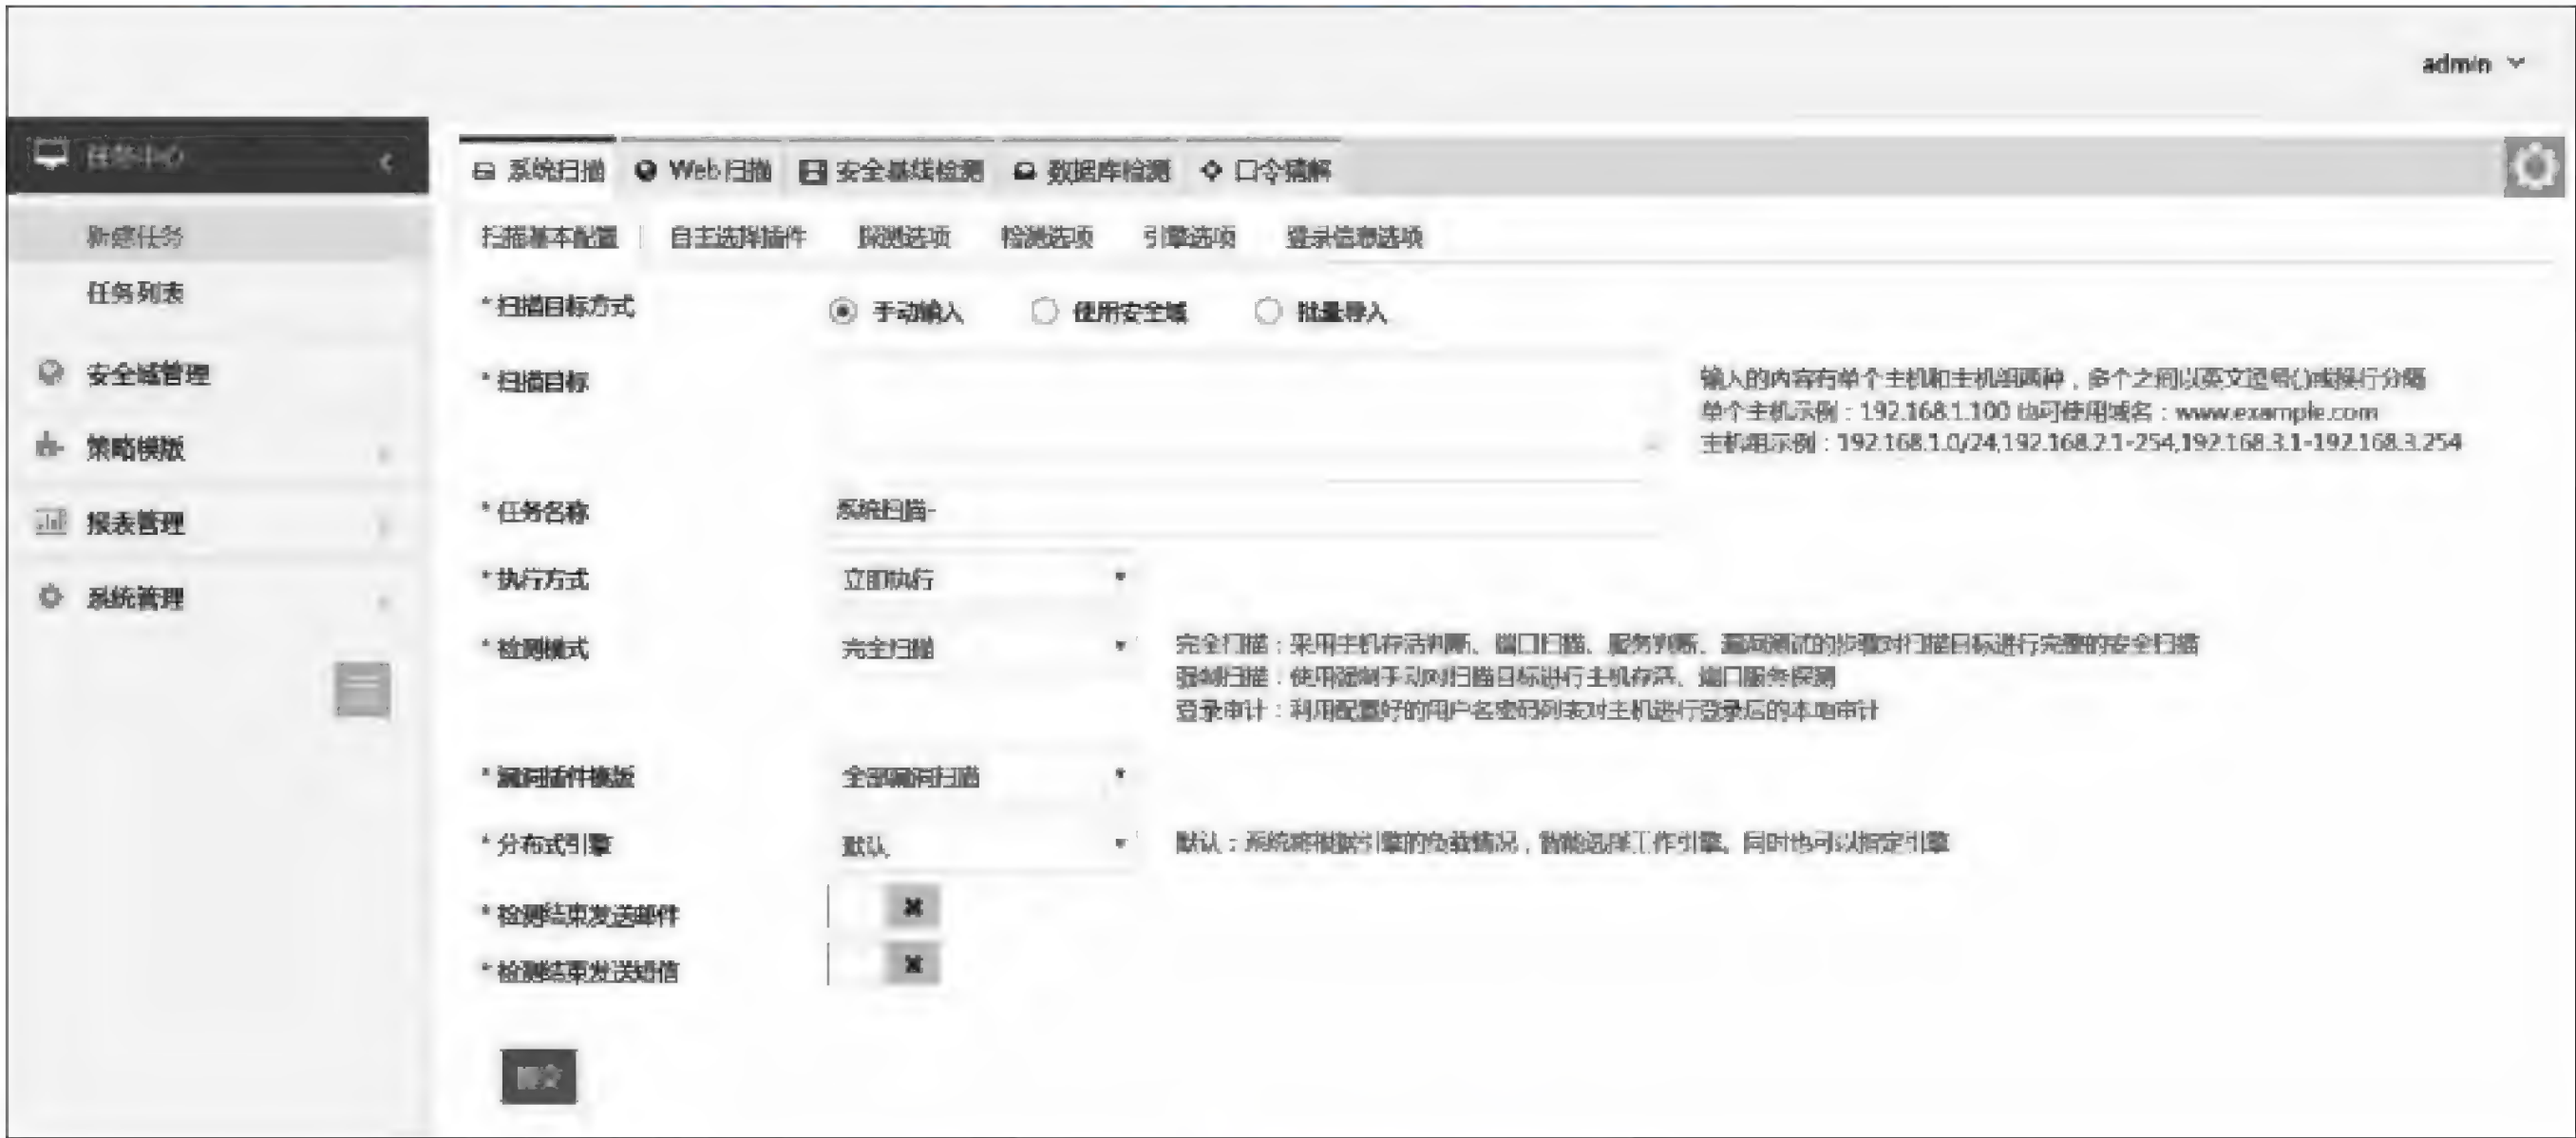 admin
任务中心
系统扫描 Web扫描 安全基线检测 数据库检测 口令猜解
新建任务
扫描基本配置 自主选择插件 探测选项 检测选项 引擎选项 登录信息选项
任务列表
* 扫描目标方式 手动输入 使用安全域 批量导入
安全域管理
* 扫描目标
输入的内容有单个主机和主机组两种，多个之间以英文逗号(,)或换行分隔
单个主机示例：192.168.1.100 也可使用域名：www.example.com
主机组示例：192.168.1.0/24,192.168.2.1-254,192.168.3.1-192.168.3.254
策略模版
* 任务名称 系统扫描-
报表管理
* 执行方式 立即执行
系统管理
* 检测模式 完全扫描
完全扫描：采用主机存活判断、端口扫描、服务判断、漏洞测试的步骤对扫描目标进行完整的安全扫描
强制扫描：使用强制手动对扫描目标进行主机存活、端口服务探测
登录审计：利用配置好的用户名密码列表对主机进行登录后的本地审计
* 漏洞插件模版 全部漏洞扫描
* 分布式引擎 默认 默认：系统将根据引擎的负载情况，智能选择工作引擎。同时也可以指定引擎
* 检测结束发送邮件
* 检测结束发送短信